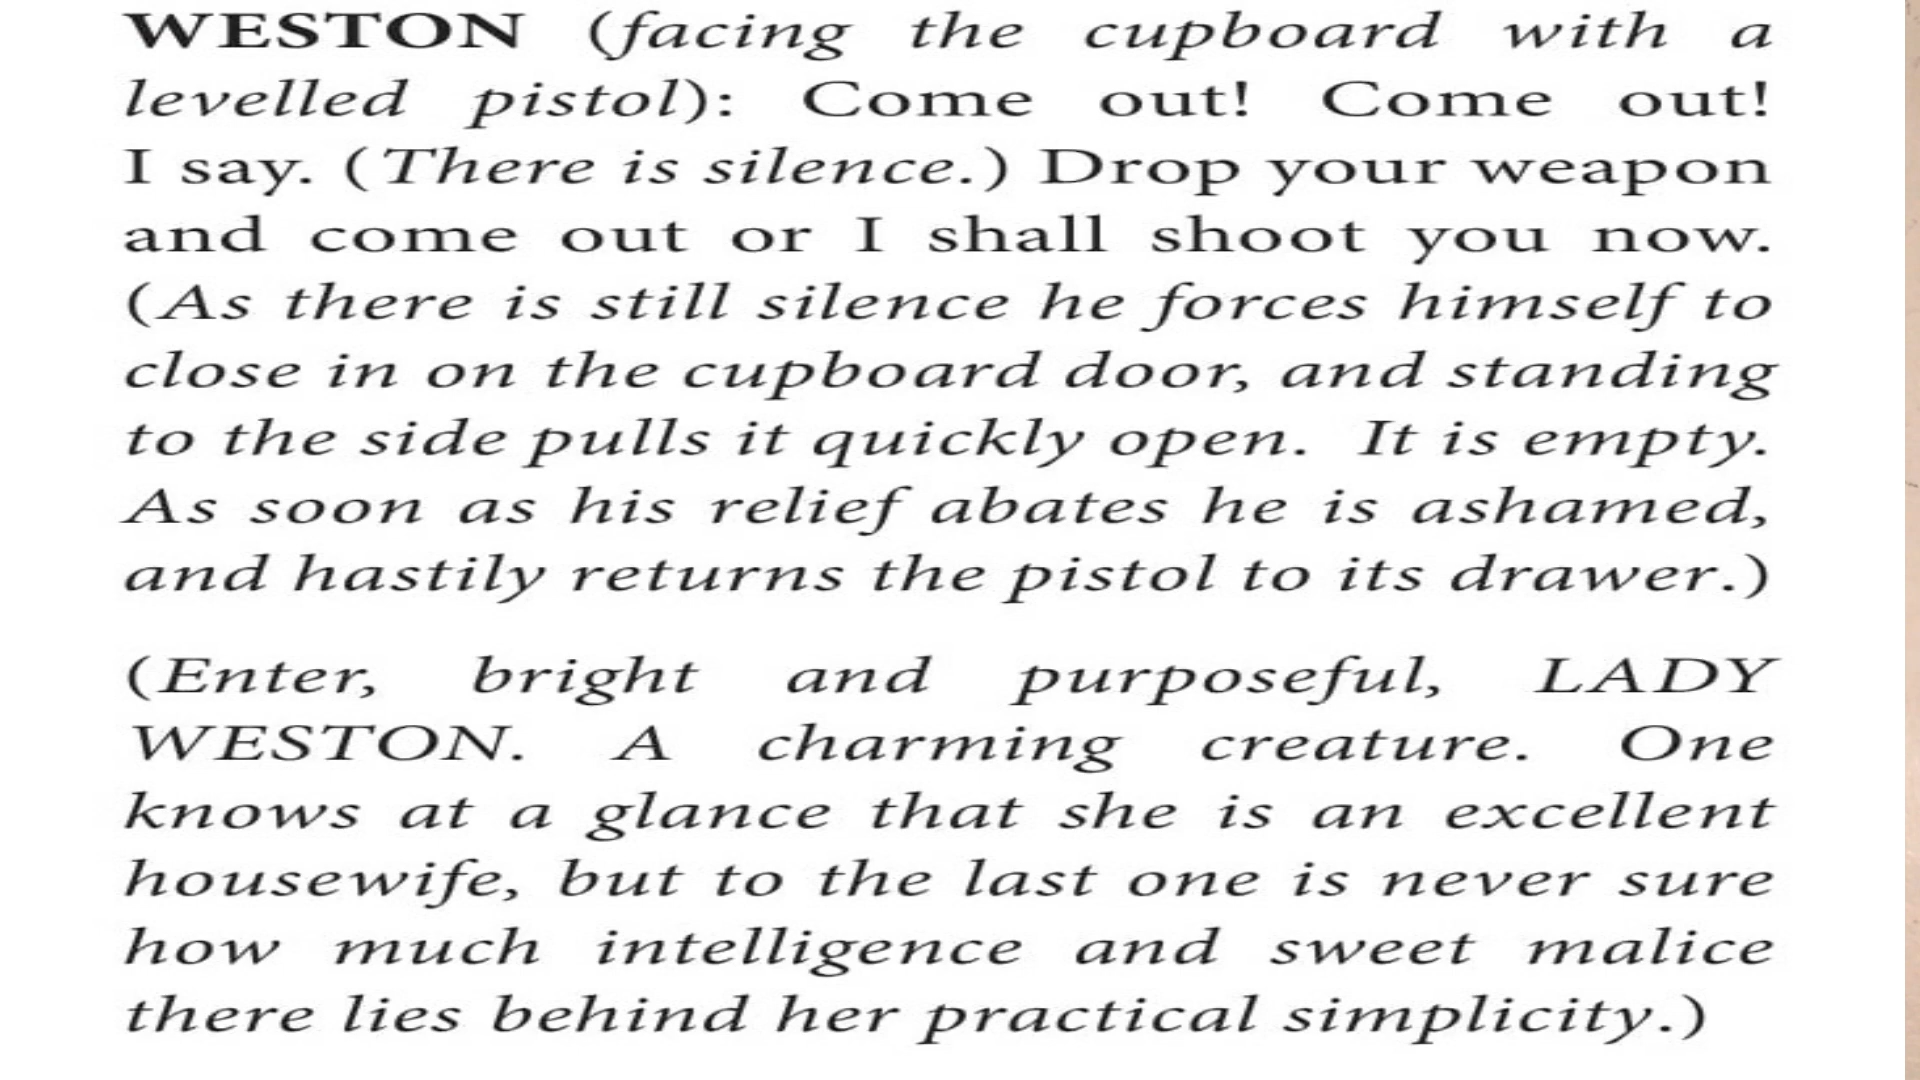 WESTON (facing the cupboard with a
levelled pistol): Come out! Come out!
I say. (There is silence.) Drop your weapon
and come out or I shall shoot you now.
(As there is still silence he forces himself to
close in on the cupboard door, and standing
to the side pulls it quickly open. It is empty.
As soon as his relief abates he is ashamed,
and hastily returns the pistol to its drawer.)
(Enter, bright and purposeful, LADY
WESTON. A charming creature. One
knows at a glance that she is an excellent
housewife, but to the last one is never sure
how much intelligence and sweet malice
there lies behind her practical simplicity.)